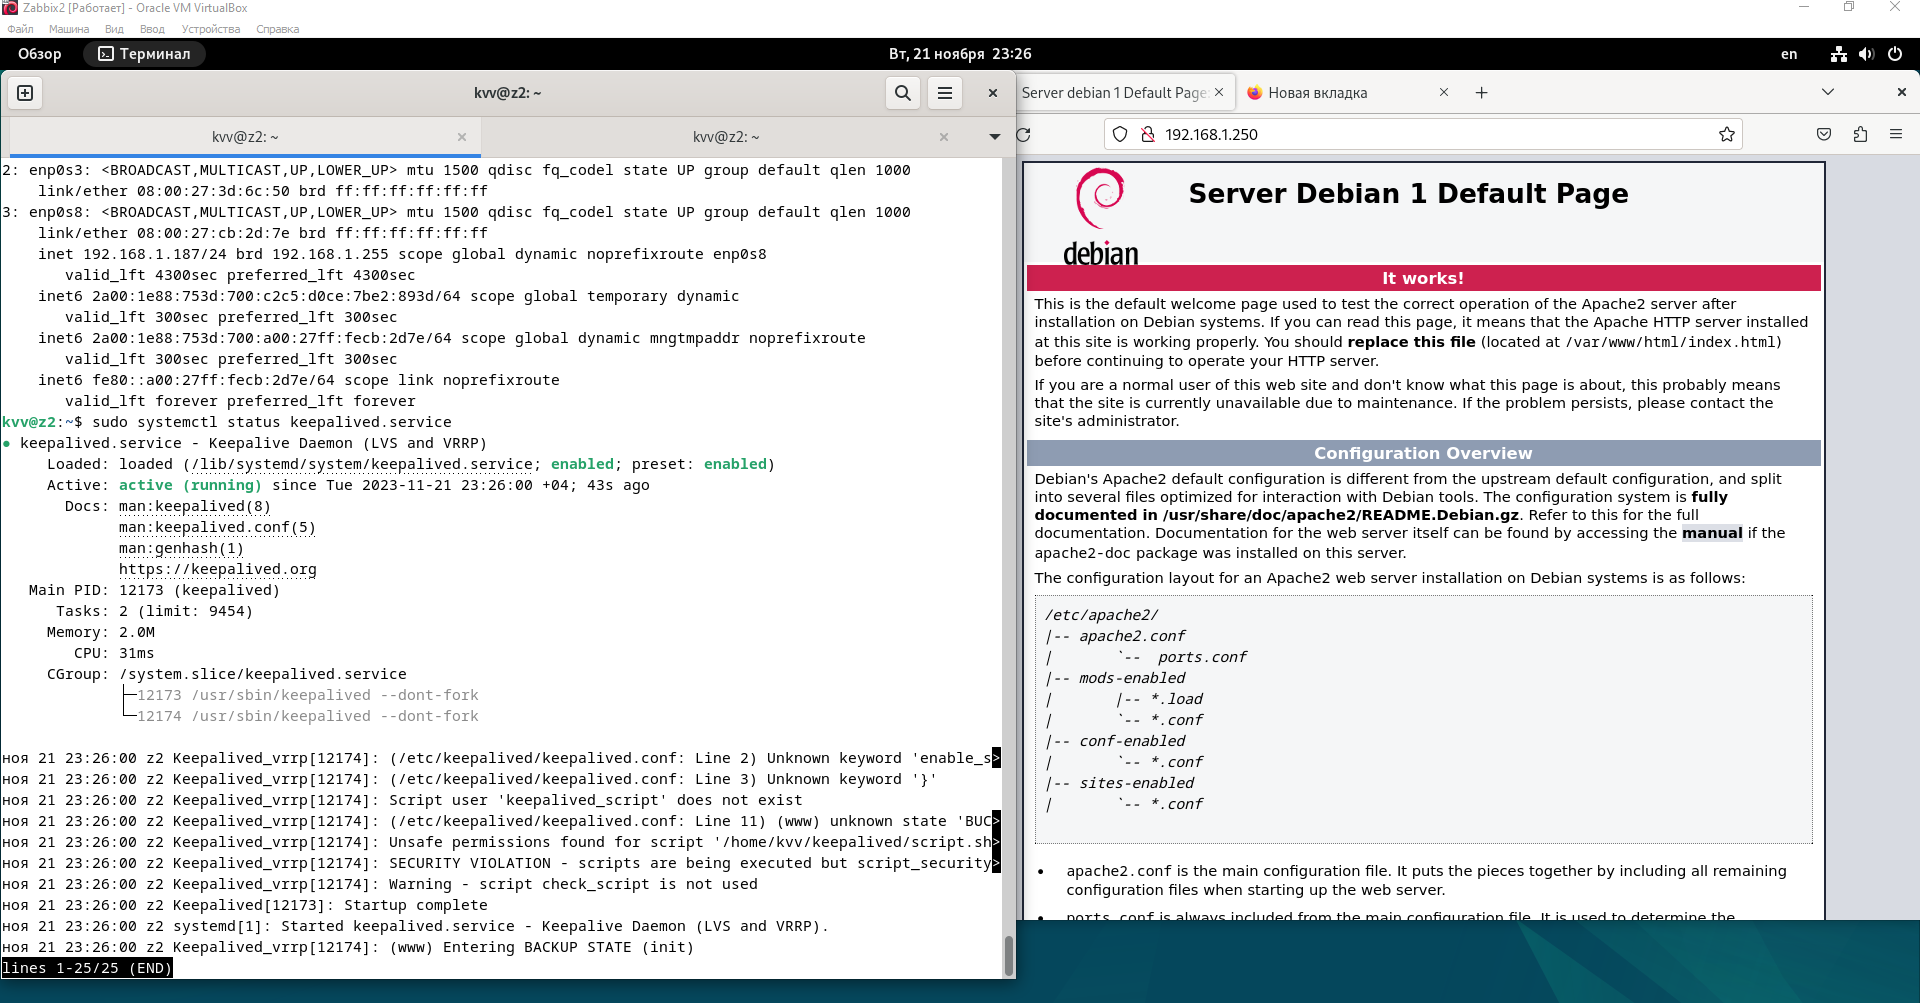 Zabbix2 [Работает] - Oracle VM VirtualBox
Файл Машина Вид Ввод Устройства Справка
Обзор Терминал Вт, 21 ноября 23:26 en
kvv@z2: ~
kvv@z2: ~ kvv@z2: ~
2: enp0s3: <BROADCAST,MULTICAST,UP,LOWER_UP> mtu 1500 qdisc fq_codel state UP group default qlen 1000
link/ether 08:00:27:3d:6c:50 brd ff:ff:ff:ff:ff:ff
3: enp0s8: <BROADCAST,MULTICAST,UP,LOWER_UP> mtu 1500 qdisc fq_codel state UP group default qlen 1000
link/ether 08:00:27:cb:2d:7e brd ff:ff:ff:ff:ff:ff
inet 192.168.1.187/24 brd 192.168.1.255 scope global dynamic noprefixroute enp0s8
valid_lft 4300sec preferred_lft 4300sec
inet6 2a00:1e88:753d:700:c2c5:d0ce:7be2:893d/64 scope global temporary dynamic
valid_lft 300sec preferred_lft 300sec
inet6 2a00:1e88:753d:700:a00:27ff:fecb:2d7e/64 scope global dynamic mngtmpaddr noprefixroute
valid_lft 300sec preferred_lft 300sec
inet6 fe80::a00:27ff:fecb:2d7e/64 scope link noprefixroute
valid_lft forever preferred_lft forever
kvv@z2:~$ sudo systemctl status keepalived.service
● keepalived.service - Keepalive Daemon (LVS and VRRP)
Loaded: loaded (/lib/systemd/system/keepalived.service; enabled; preset: enabled)
Active: active (running) since Tue 2023-11-21 23:26:00 +04; 43s ago
Docs: man:keepalived(8)
man:keepalived.conf(5)
man:genhash(1)
https://keepalived.org
Main PID: 12173 (keepalived)
Tasks: 2 (limit: 9454)
Memory: 2.0M
CPU: 31ms
CGroup: /system.slice/keepalived.service
├─12173 /usr/sbin/keepalived --dont-fork
└─12174 /usr/sbin/keepalived --dont-fork
ноя 21 23:26:00 z2 Keepalived_vrrp[12174]: (/etc/keepalived/keepalived.conf: Line 2) Unknown keyword 'enable_s>
ноя 21 23:26:00 z2 Keepalived_vrrp[12174]: (/etc/keepalived/keepalived.conf: Line 3) Unknown keyword '}'
ноя 21 23:26:00 z2 Keepalived_vrrp[12174]: Script user 'keepalived_script' does not exist
ноя 21 23:26:00 z2 Keepalived_vrrp[12174]: (/etc/keepalived/keepalived.conf: Line 11) (www) unknown state 'BUC>
ноя 21 23:26:00 z2 Keepalived_vrrp[12174]: Unsafe permissions found for script '/home/kvv/keepalived/script.sh>
ноя 21 23:26:00 z2 Keepalived_vrrp[12174]: SECURITY VIOLATION - scripts are being executed but script_security>
ноя 21 23:26:00 z2 Keepalived_vrrp[12174]: Warning - script check_script is not used
ноя 21 23:26:00 z2 Keepalived[12173]: Startup complete
ноя 21 23:26:00 z2 systemd[1]: Started keepalived.service - Keepalive Daemon (LVS and VRRP).
ноя 21 23:26:00 z2 Keepalived_vrrp[12174]: (www) Entering BACKUP STATE (init)
lines 1-25/25 (END)
Server debian 1 Default Page: Новая вкладка
192.168.1.250
debian
Server Debian 1 Default Page
It works!
This is the default welcome page used to test the correct operation of the Apache2 server after
installation on Debian systems. If you can read this page, it means that the Apache HTTP server installed
at this site is working properly. You should replace this file (located at /var/www/html/index.html)
before continuing to operate your HTTP server.
If you are a normal user of this web site and don't know what this page is about, this probably means
that the site is currently unavailable due to maintenance. If the problem persists, please contact the
site's administrator.
Configuration Overview
Debian's Apache2 default configuration is different from the upstream default configuration, and split
into several files optimized for interaction with Debian tools. The configuration system is fully
documented in /usr/share/doc/apache2/README.Debian.gz. Refer to this for the full
documentation. Documentation for the web server itself can be found by accessing the manual if the
apache2-doc package was installed on this server.
The configuration layout for an Apache2 web server installation on Debian systems is as follows:
/etc/apache2/
|-- apache2.conf
|       `--  ports.conf
|-- mods-enabled
|       |-- *.load
|       `-- *.conf
|-- conf-enabled
|       `-- *.conf
|-- sites-enabled
|       `-- *.conf
• apache2.conf is the main configuration file. It puts the pieces together by including all remaining
configuration files when starting up the web server.
• ports.conf is always included from the main configuration file. It is used to determine the